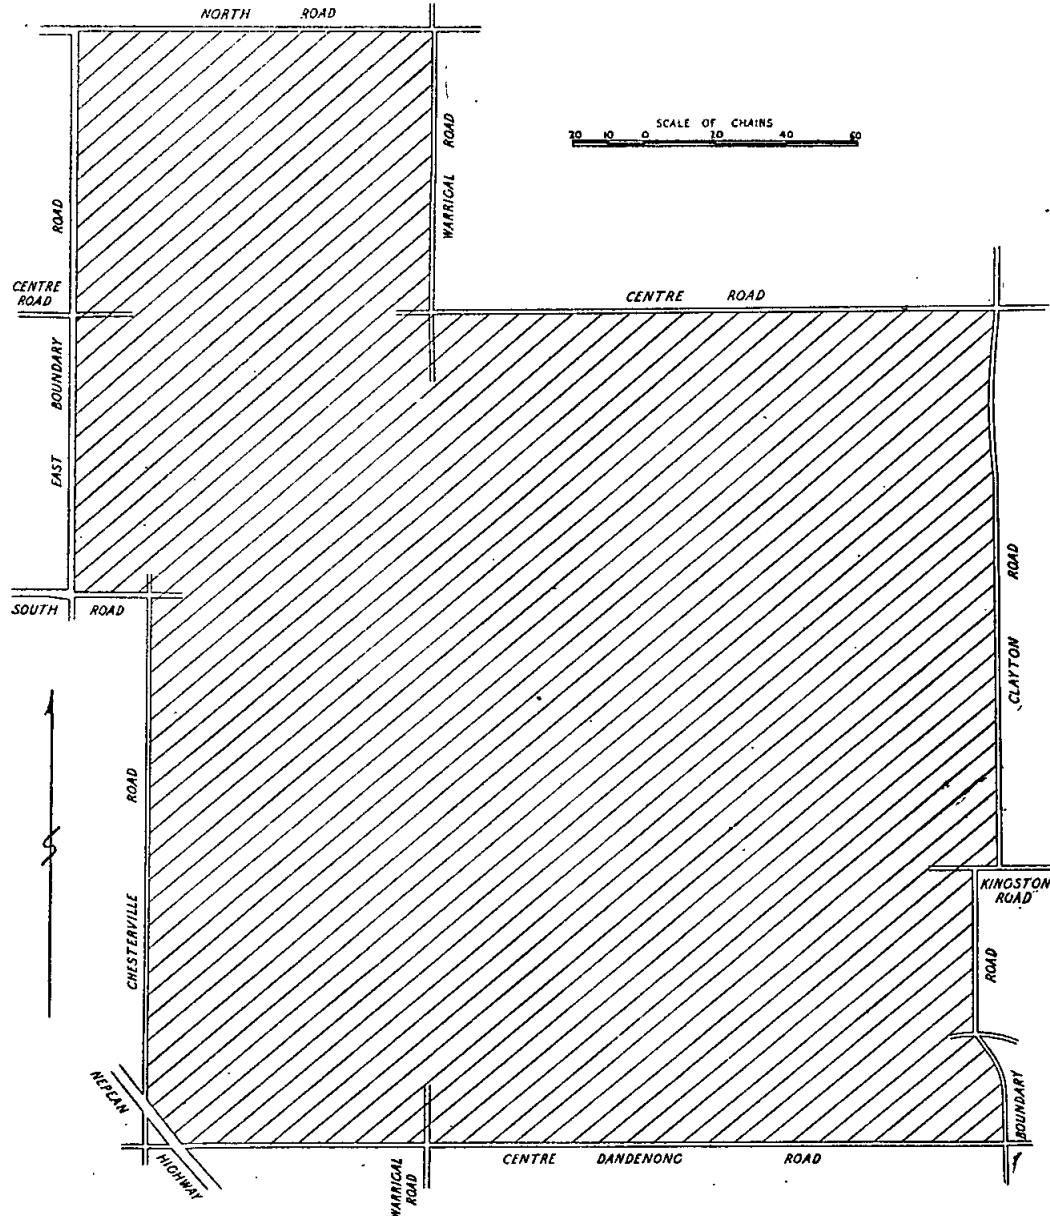 NORTH ROAD
WARRIGAL ROAD
SCALE OF CHAINS
20 10 0 20 40 60
EAST BOUNDARY ROAD
CENTRE
ROAD
CENTRE ROAD
SOUTH ROAD
CLAYTON ROAD
CHESTERVILLE ROAD
KINGSTON
ROAD
BOUNDARY ROAD
NEPEAN HIGHWAY
WARRIGAL
ROAD
CENTRE DANDENONG ROAD